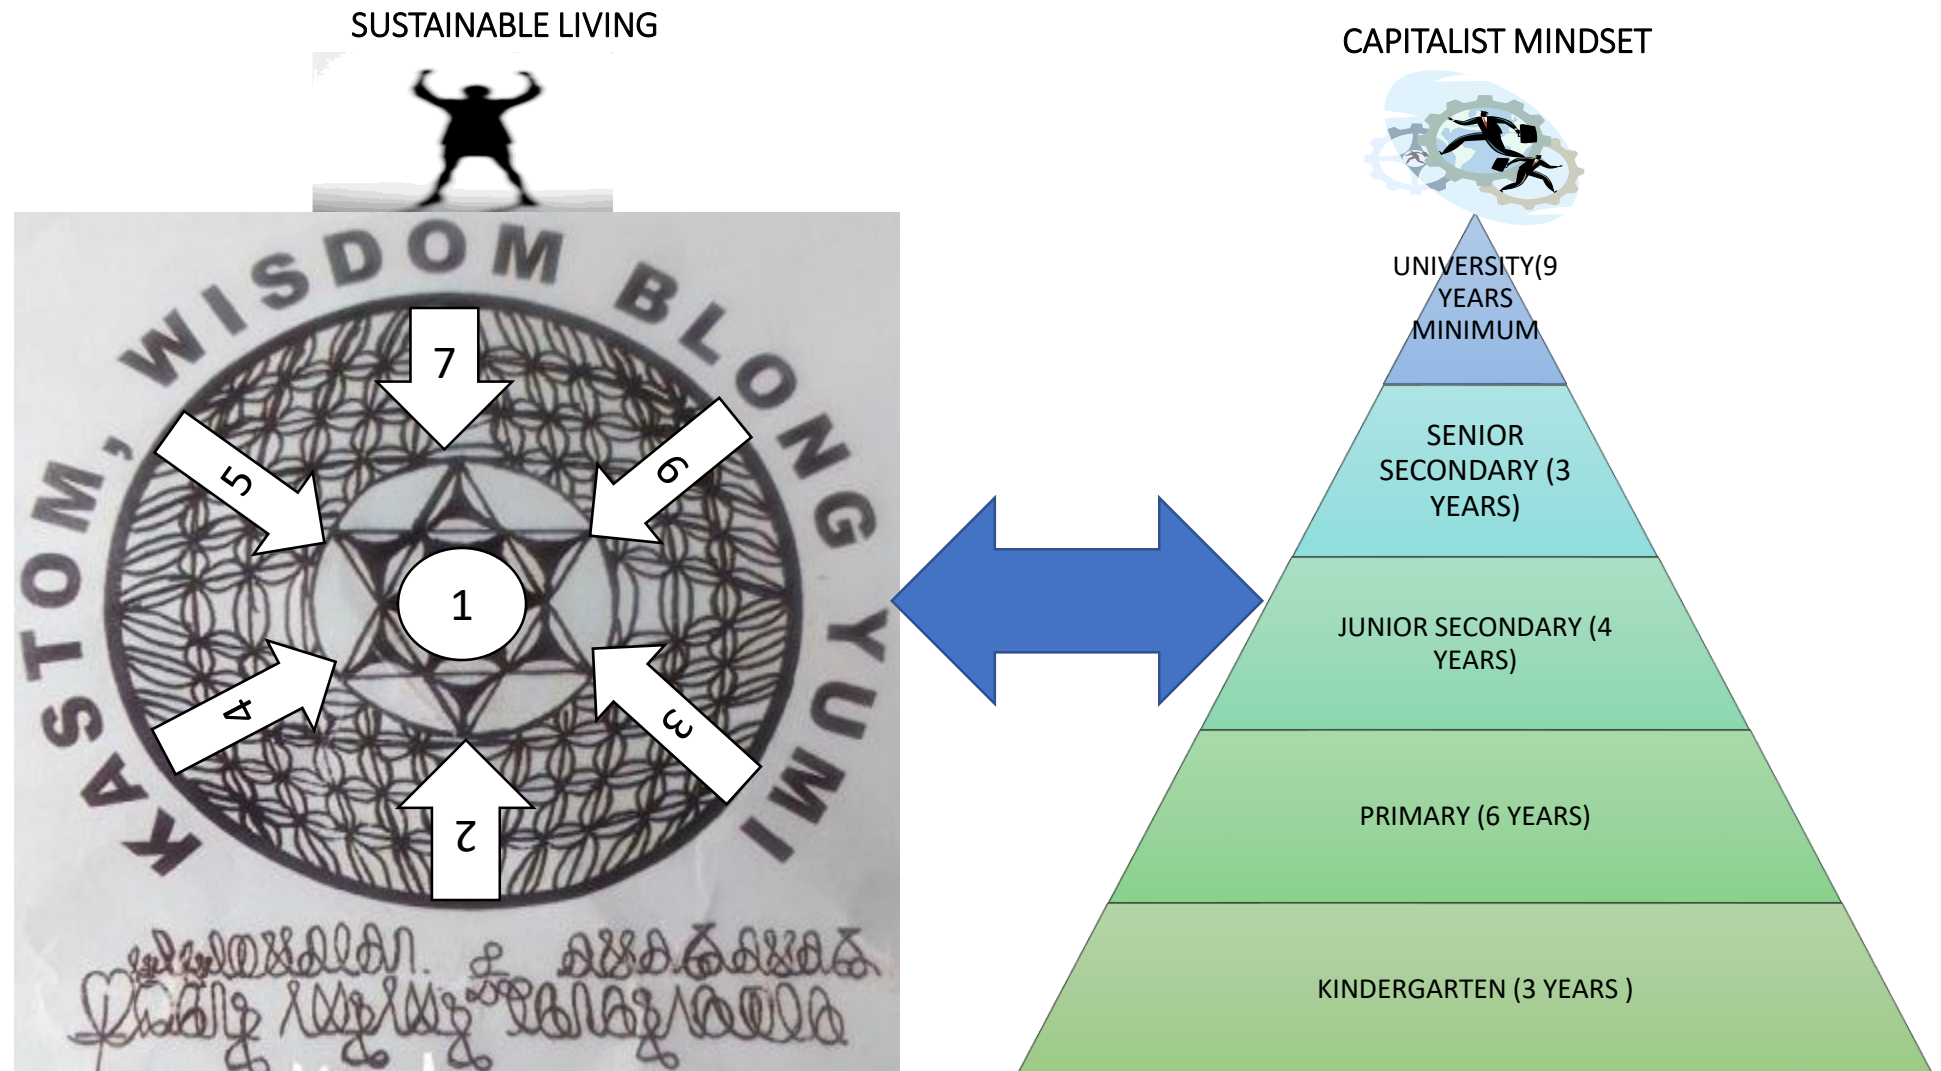 SUSTAINABLE LIVING
KASTOM, WISDOM BLONG YUMI
7
5
6
1
4
3
2
CAPITALIST MINDSET
UNIVERSITY(9
YEARS
MINIMUM
SENIOR
SECONDARY (3
YEARS)
JUNIOR SECONDARY (4
YEARS)
PRIMARY (6 YEARS)
KINDERGARTEN (3 YEARS )